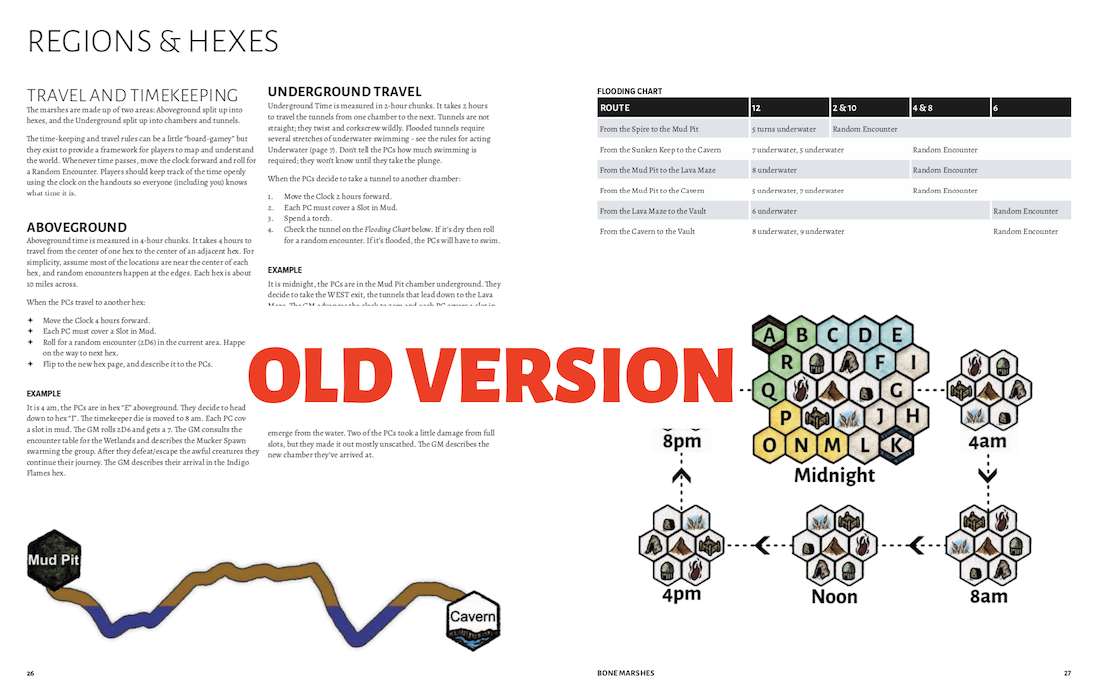 REGIONS & HEXES
TRAVEL AND TIMEKEEPING
The marshes are made up of two areas: Aboveground split up into
hexes, and the Underground split up into chambers and tunnels.
The time-keeping and travel rules can be a little "board-gamey" but
they exist to provide a framework for players to map and understand
the world. Whenever time passes, move the clock forward and roll for
a Random Encounter. Players should keep track of the time openly
using the clock on the handouts so everyone (including you) knows
what time it is.
ABOVEGROUND
Aboveground time is measured in 4-hour chunks. It takes 4 hours to
travel from the center of one hex to the center of an adjacent hex. For
simplicity, assume most of the locations are near the center of each
hex, and random encounters happen at the edges. Each hex is about
10 miles across.
When the PCs travel to another hex:
✦ Move the Clock 4 hours forward.
✦ Each PC must cover a Slot in Mud.
✦ Roll for a random encounter (2D6) in the current area. Happe
on the way to next hex.
✦ Flip to the new hex page, and describe it to the PCs.
EXAMPLE
It is 4 am, the PCs are in hex "E" aboveground. They decide to head
down to hex "I". The timekeeper die is moved to 8 am. Each PC cov
a slot in mud. The GM rolls 2D6 and gets a 7. The GM consults the
encounter table for the Wetlands and describes the Mucker Spawn
swarming the group. After they defeat/escape the awful creatures they
continue their journey. The GM describes their arrival in the Indigo
Flames hex.
UNDERGROUND TRAVEL
Underground Time is measured in 2-hour chunks. It takes 2 hours
to travel the tunnels from one chamber to the next. Tunnels are not
straight; they twist and corkscrew wildly. Flooded tunnels require
several stretches of underwater swimming – see the rules for acting
Underwater (page 7). Don't tell the PCs how much swimming is
required; they won't know until they take the plunge.
When the PCs decide to take a tunnel to another chamber:
1. Move the Clock 2 hours forward.
2. Each PC must cover a Slot in Mud.
3. Spend a torch.
4. Check the tunnel on the Flooding Chart below. If it's dry then roll
for a random encounter. If it's flooded, the PCs will have to swim.
EXAMPLE
It is midnight, the PCs are in the Mud Pit chamber underground. They
decide to take the WEST exit, the tunnels that lead down to the Lava
Maze. The GM advances the clock to 2am and each PC covers a slot in
OLD VERSION
emerge from the water. Two of the PCs took a little damage from full
slots, but they made it out mostly unscathed. The GM describes the
new chamber they've arrived at.
Mud Pit
Cavern
26
FLOODING CHART
ROUTE 12 2 & 10 4 & 8 6
From the Spire to the Mud Pit 5 turns underwater Random Encounter
From the Sunken Keep to the Cavern 7 underwater, 5 underwater Random Encounter
From the Mud Pit to the Lava Maze 8 underwater Random Encounter
From the Mud Pit to the Cavern 5 underwater, 7 underwater Random Encounter
From the Lava Maze to the Vault 6 underwater Random Encounter
From the Cavern to the Vault 8 underwater, 9 underwater Random Encounter
A B C D E
R F I
Q G
P J H
O N M L K
8pm
Midnight
4am
4pm
Noon
8am
BONE MARSHES
27